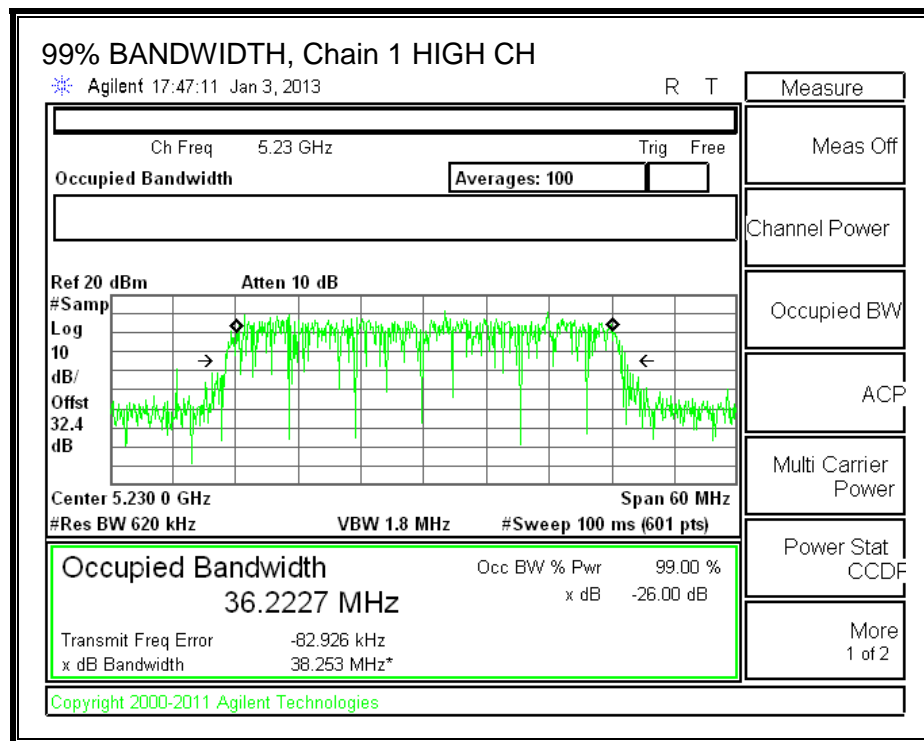 99% BANDWIDTH, Chain 1 HIGH CH
Agilent 17:47:11 Jan 3, 2013 R T
Measure
Ch Freq 5.23 GHz Trig Free
Occupied Bandwidth Averages: 100
Ref 20 dBm Atten 10 dB
#Samp
Log
10
dB/
Offst
32.4
dB
Center 5.230 0 GHz Span 60 MHz
#Res BW 620 kHz VBW 1.8 MHz #Sweep 100 ms (601 pts)
Occupied Bandwidth Occ BW % Pwr 99.00 %
36.2227 MHz x dB -26.00 dB
Transmit Freq Error -82.926 kHz
x dB Bandwidth 38.253 MHz*
Copyright 2000-2011 Agilent Technologies
Meas Off
Channel Power
Occupied BW
ACP
Multi Carrier
Power
Power Stat
CCDF
More
1 of 2